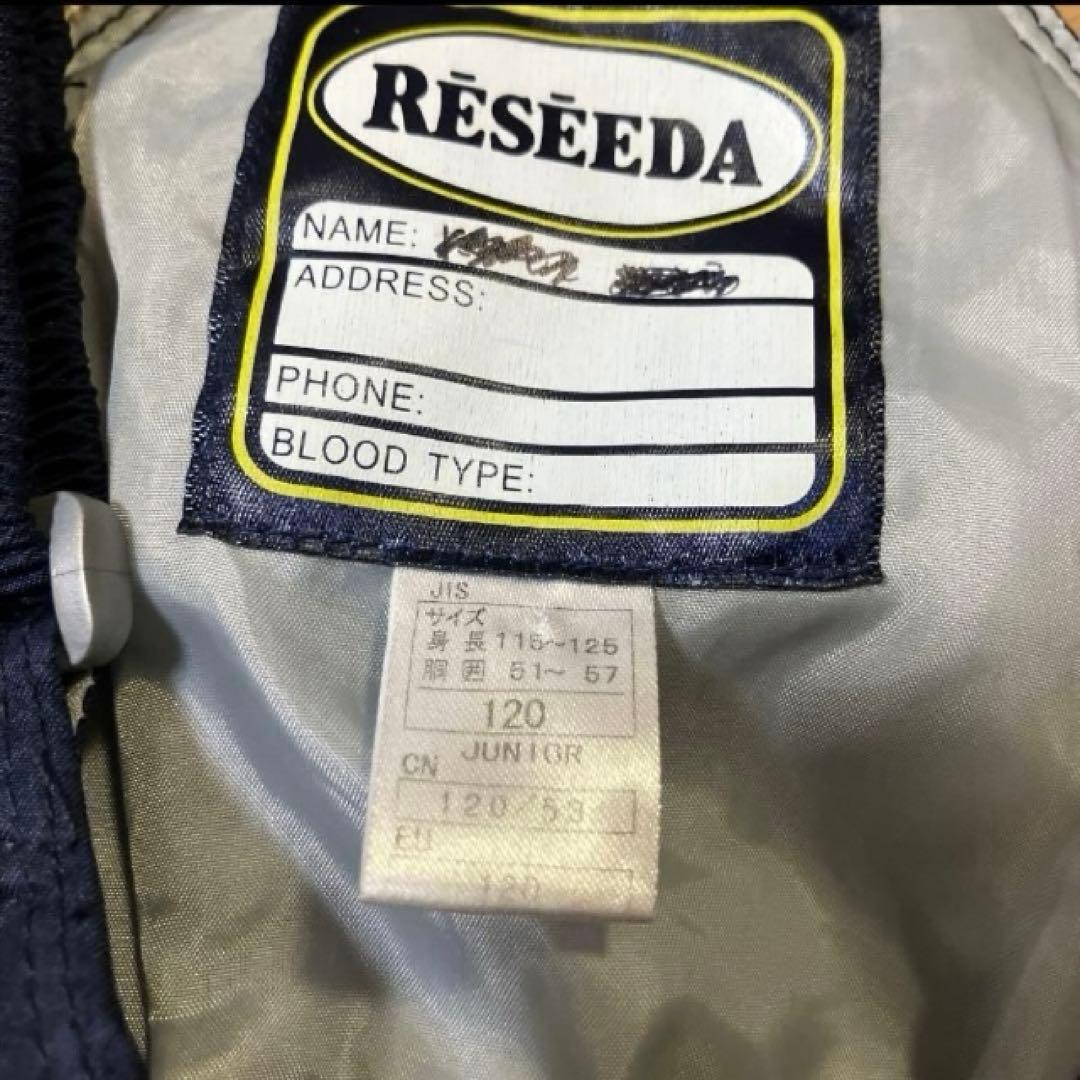 RĒSĒEDA
NAME:
ADDRESS:
PHONE:
BLOOD TYPE:
JIS
サイズ
身長 115~125
胸囲 51~ 57
120
JUNIOR
CN
120/53
EU
120